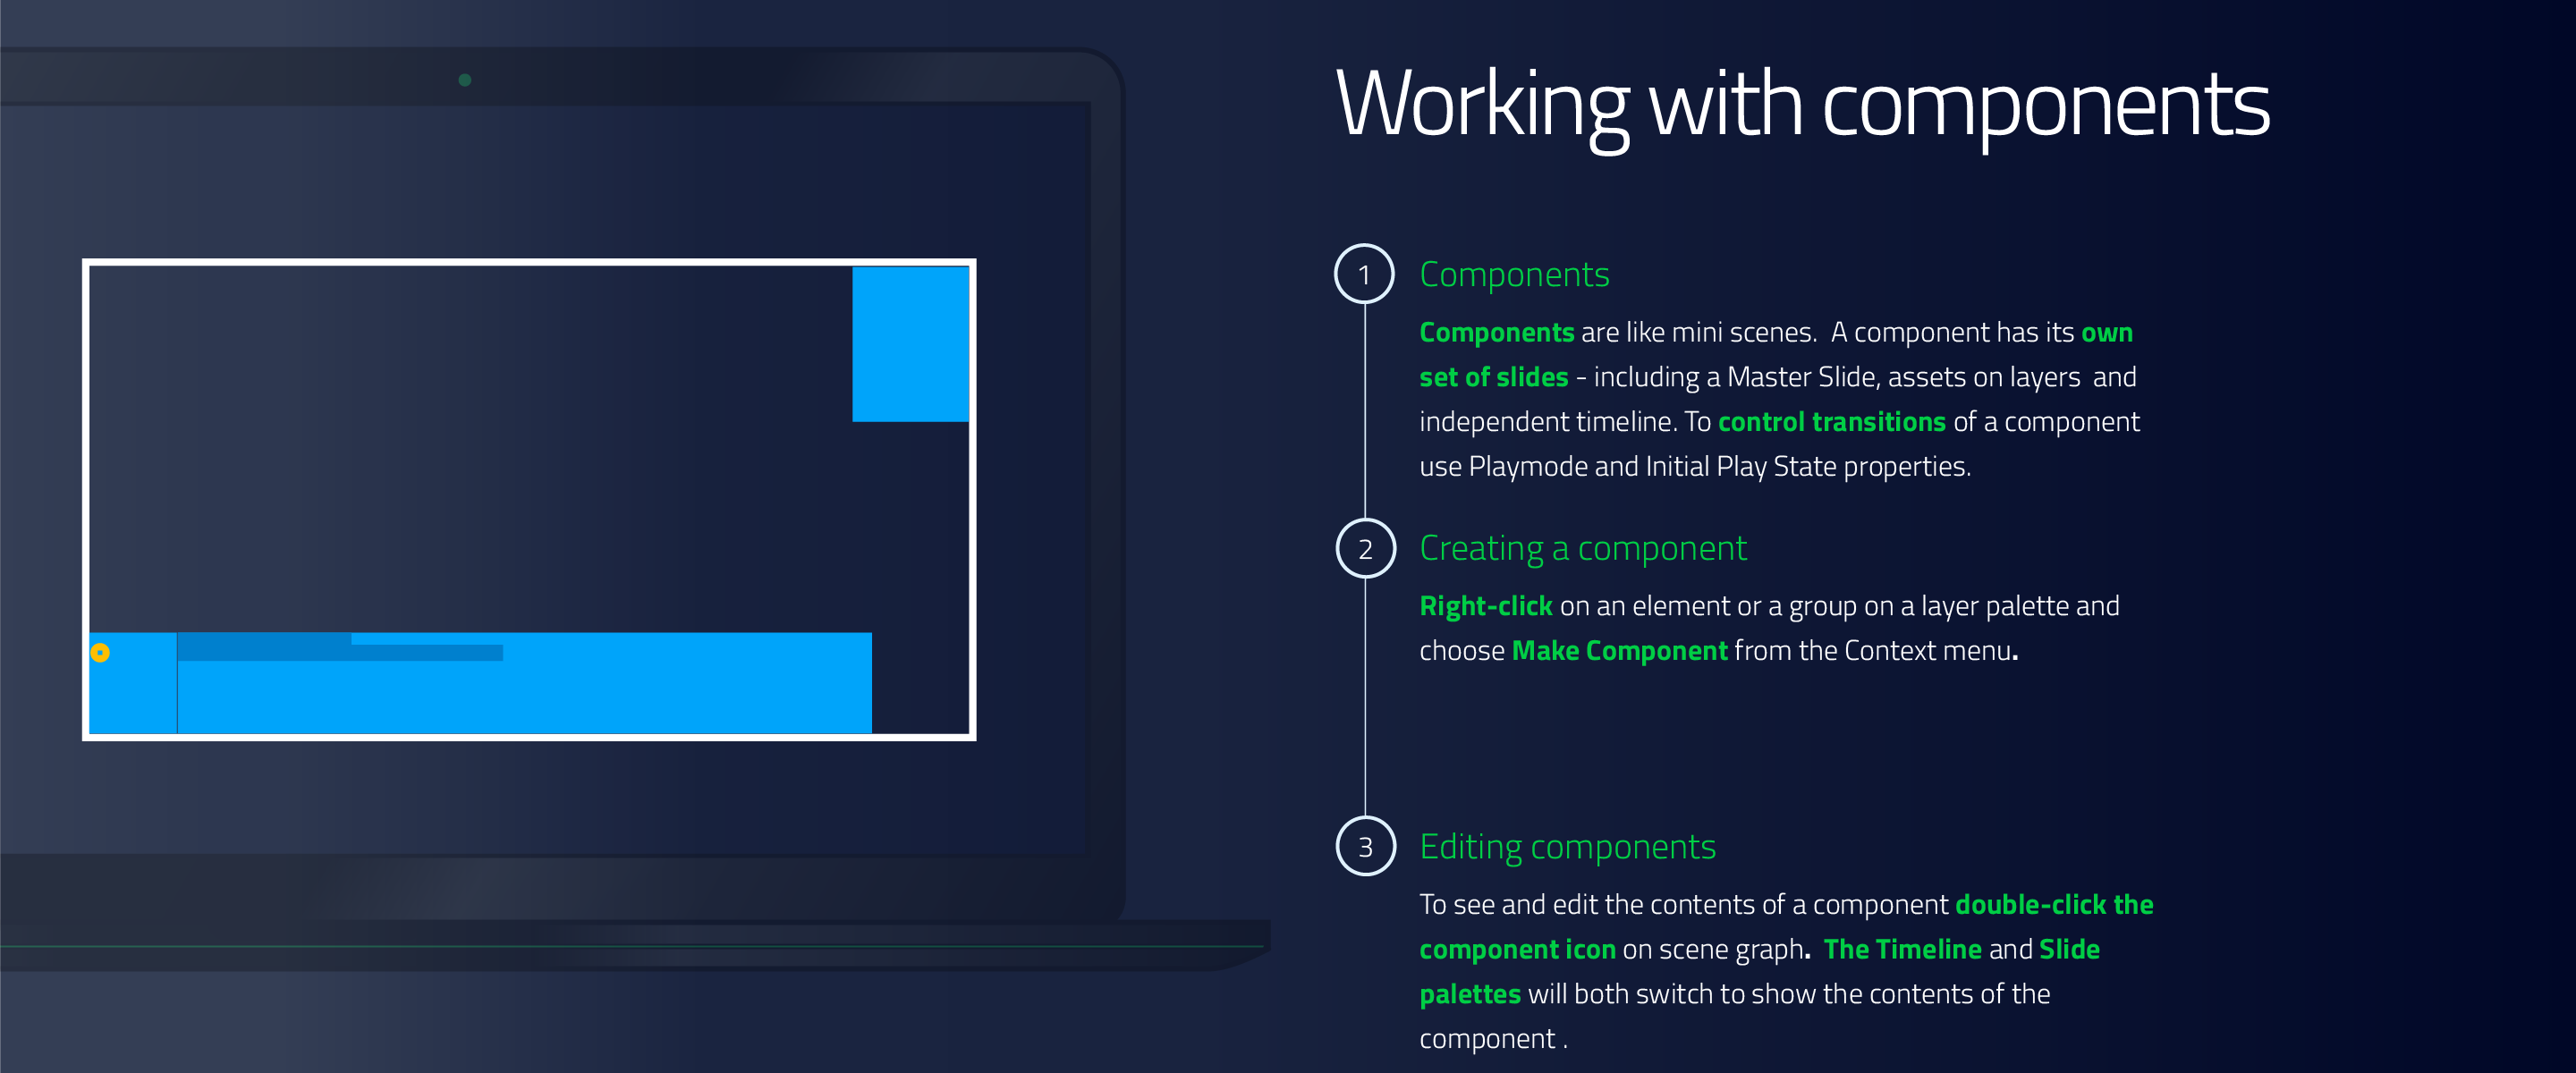 Working with components
1
Components
Components are like mini scenes.  A component has its own
set of slides - including a Master Slide, assets on layers  and
independent timeline. To control transitions of a component
use Playmode and Initial Play State properties.
2
Creating a component
Right-click on an element or a group on a layer palette and
choose Make Component from the Context menu.
3
Editing components
To see and edit the contents of a component double-click the
component icon on scene graph.  The Timeline and Slide
palettes will both switch to show the contents of the
component .